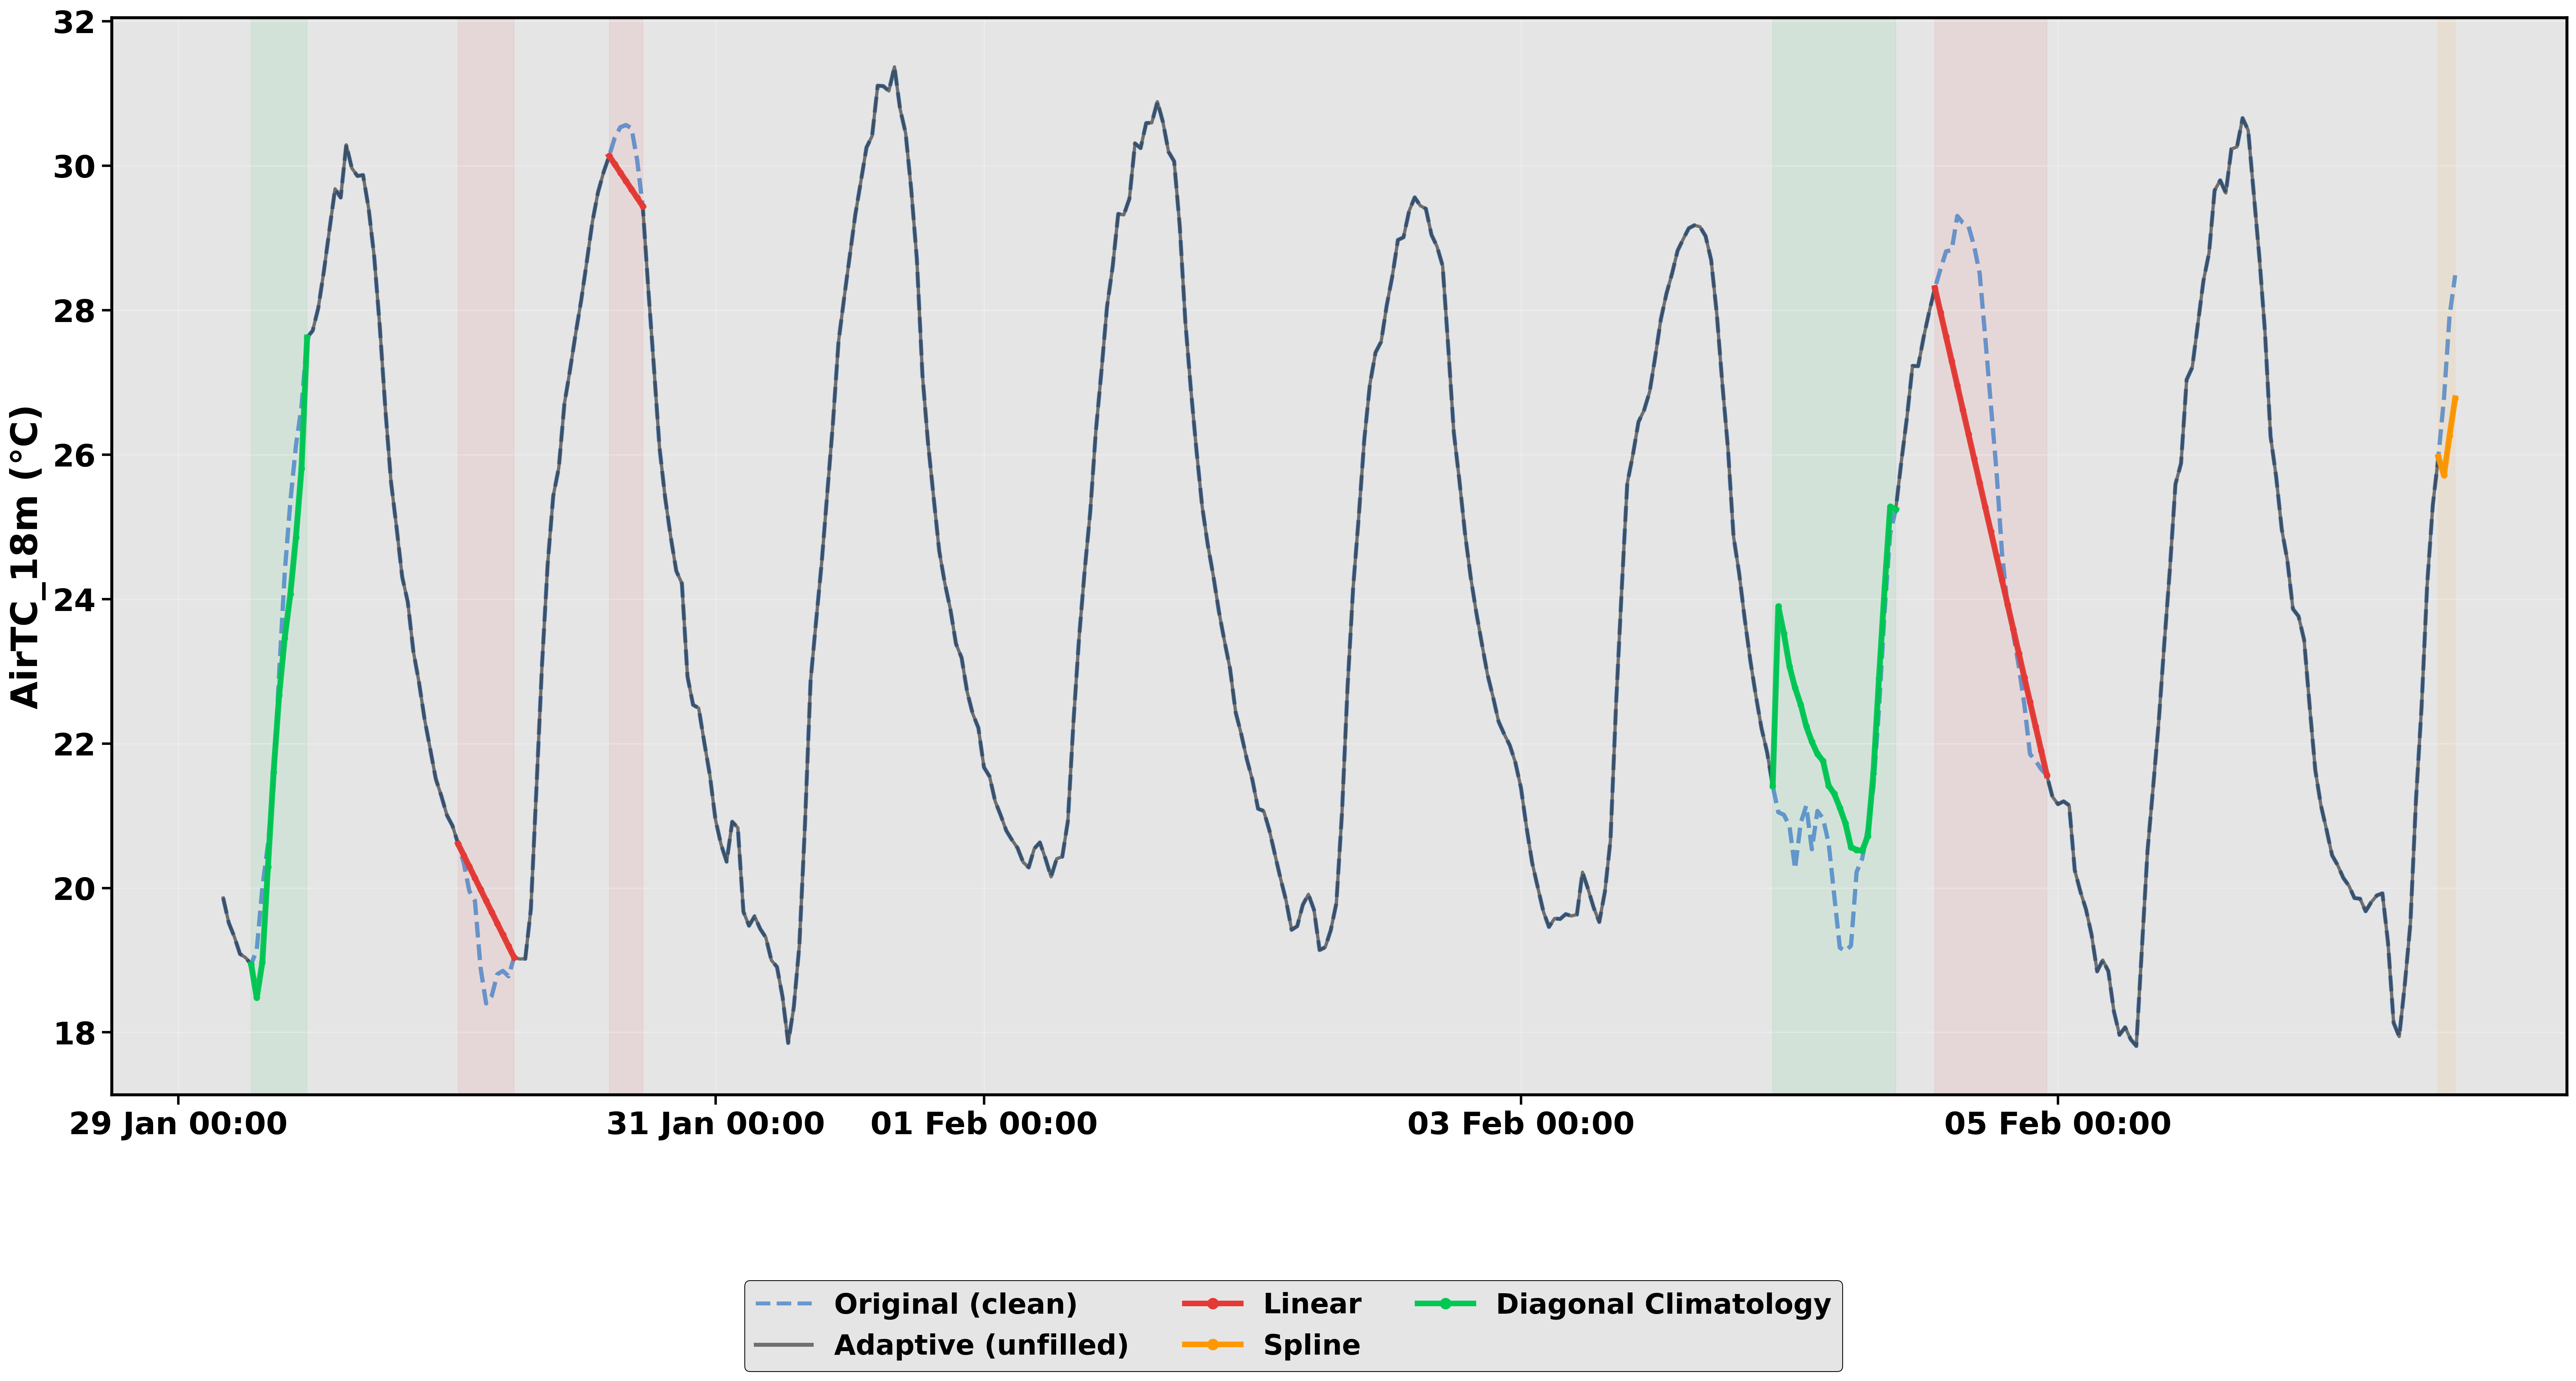 32
30
28
26
24
22
20
18
AirTC_18m (°C)
29 Jan 00:00
31 Jan 00:00
01 Feb 00:00
03 Feb 00:00
05 Feb 00:00
Original (clean)
Adaptive (unfilled)
Linear
Spline
Diagonal Climatology